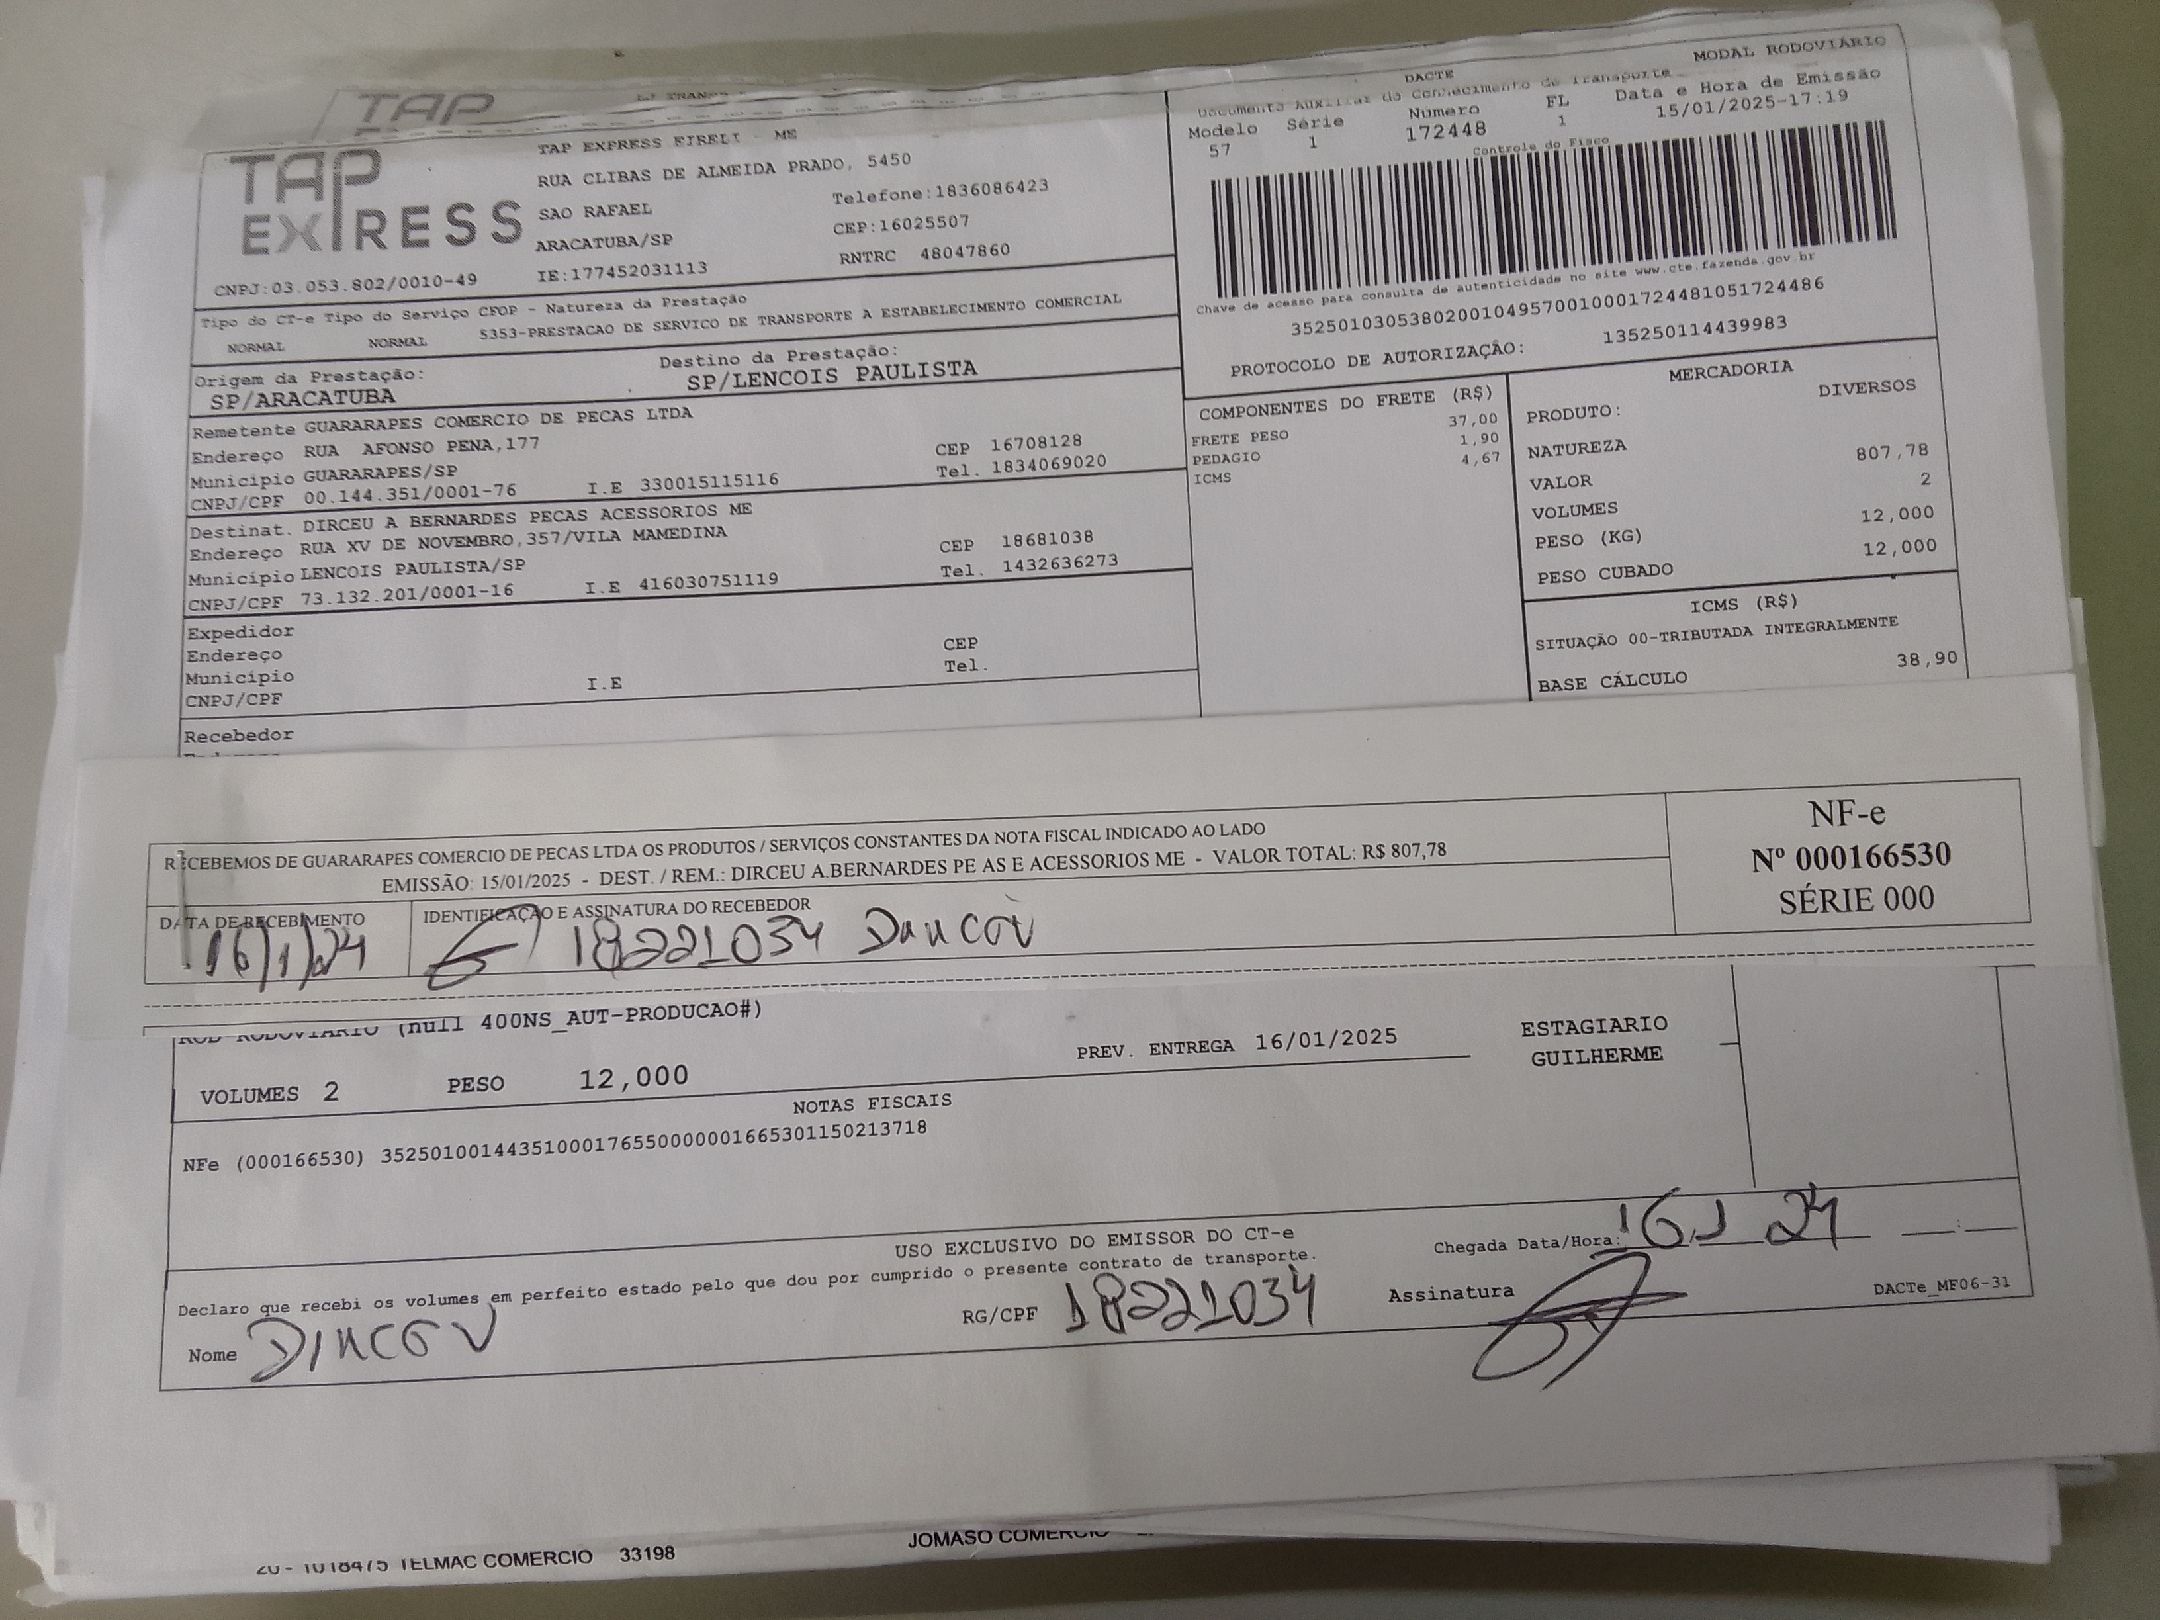 TAP
TAP EXPRESS
TAP EXPRESS EIRELI - ME
RUA CLIBAS DE ALMEIDA PRADO, 5450
SAO RAFAEL Telefone:1836086423
ARACATUBA/SP CEP:16025507
CNPJ:03.053.802/0010-49 IE:177452031113 RNTRC 48047860
DACTE MODAL RODOVIÁRIO
Documento Auxiliar do Conhecimento de Transporte
Modelo Série Número FL Data e Hora de Emissão
57 1 172448 1 15/01/2025-17:19
Controle do Fisco
Chave de acesso para consulta de autenticidade no site www.cte.fazenda.gov.br
35250103053802001049570010001724481051724486
PROTOCOLO DE AUTORIZAÇÃO: 135250114439983
Tipo do CT-e Tipo do Serviço CFOP - Natureza da Prestação
NORMAL NORMAL 5353-PRESTACAO DE SERVICO DE TRANSPORTE A ESTABELECIMENTO COMERCIAL
Origem da Prestação: Destino da Prestação:
SP/ARACATUBA SP/LENCOIS PAULISTA
Remetente GUARARAPES COMERCIO DE PECAS LTDA
Endereço RUA AFONSO PENA,177 CEP 16708128
Município GUARARAPES/SP Tel. 1834069020
CNPJ/CPF 00.144.351/0001-76 I.E 330015115116
Destinat. DIRCEU A BERNARDES PECAS ACESSORIOS ME
Endereço RUA XV DE NOVEMBRO,357/VILA MAMEDINA CEP 18681038
Município LENCOIS PAULISTA/SP Tel. 1432636273
CNPJ/CPF 73.132.201/0001-16 I.E 416030751119
Expedidor
Endereço CEP
Município Tel.
CNPJ/CPF I.E
Recebedor
COMPONENTES DO FRETE (R$)
FRETE PESO 37,00
PEDAGIO 1,90
ICMS 4,67
MERCADORIA
PRODUTO: DIVERSOS
NATUREZA
VALOR 807,78
VOLUMES 2
PESO (KG) 12,000
PESO CUBADO 12,000
ICMS (R$)
SITUAÇÃO 00-TRIBUTADA INTEGRALMENTE
BASE CÁLCULO 38,90
RECEBEMOS DE GUARARAPES COMERCIO DE PECAS LTDA OS PRODUTOS / SERVIÇOS CONSTANTES DA NOTA FISCAL INDICADO AO LADO
EMISSÃO: 15/01/2025 - DEST. / REM.: DIRCEU A.BERNARDES PE AS E ACESSORIOS ME - VALOR TOTAL: R$ 807,78
NF-e
Nº 000166530
SÉRIE 000
DATA DE RECEBIMENTO IDENTIFICAÇÃO E ASSINATURA DO RECEBEDOR
16/1/24 18221034
ROD RODOVIARIO (null 400NS_AUT-PRODUCAO#)
VOLUMES 2 PESO 12,000 PREV. ENTREGA 16/01/2025 ESTAGIARIO
GUILHERME
NOTAS FISCAIS
NFe (000166530) 35250100144351000176550000001665301150213718
USO EXCLUSIVO DO EMISSOR DO CT-e
Declaro que recebi os volumes em perfeito estado pelo que dou por cumprido o presente contrato de transporte.
Chegada Data/Hora: 16 1 24 __:__
Nome RG/CPF 18221034 Assinatura
DACTe_MF06-31
20- 1018475 TELMAC COMERCIO 33198 JOMASO COMERCIO